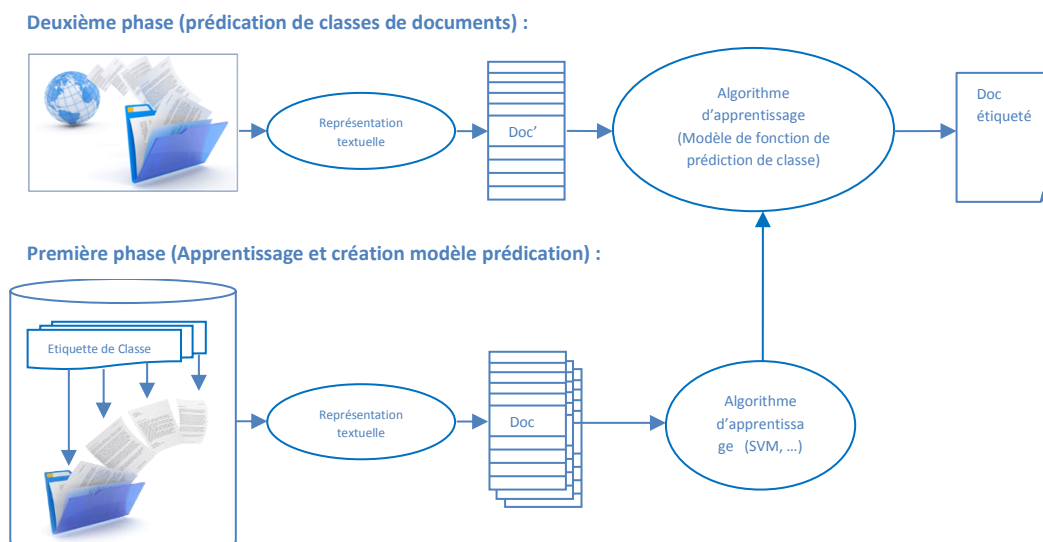 Deuxième phase (prédication de classes de documents) :
Représentation
textuelle
Doc’
Algorithme
d’apprentissage
(Modèle de fonction de
prédiction de classe)
Doc
étiqueté
Première phase (Apprentissage et création modèle prédication) :
Etiquette de Classe
Représentation
textuelle
Doc
Algorithme
d’apprentissa
ge (SVM, …)